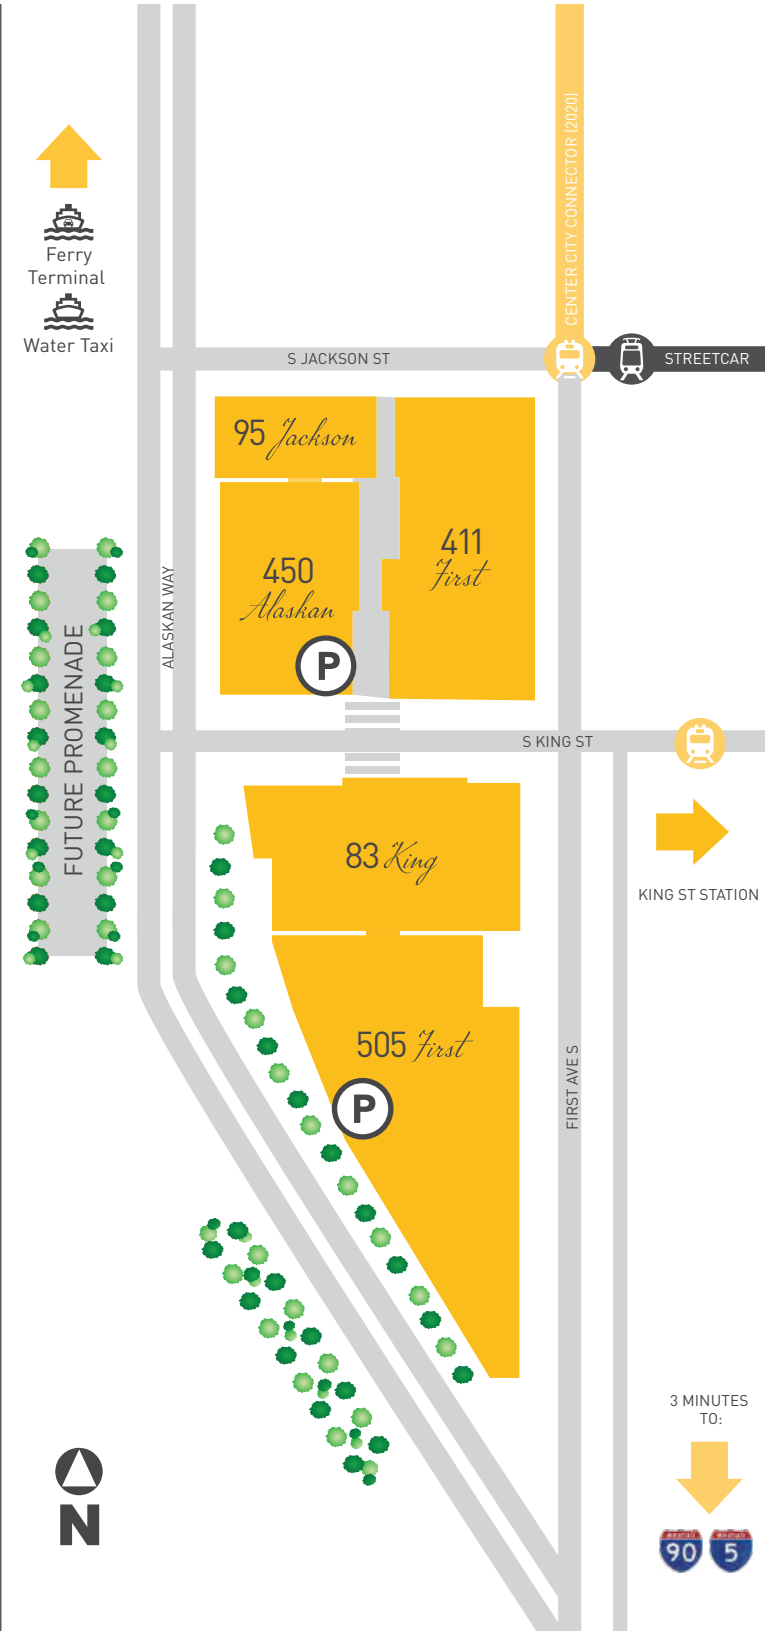 CENTER CITY CONNECTOR (2020)
Ferry
Terminal
Water Taxi
S JACKSON ST
STREETCAR
95 Jackson
411
First
450
Alaskan
ALASKAN WAY
P
FUTURE PROMENADE
S KING ST
83 King
KING ST STATION
505 First
FIRST AVE S
P
3 MINUTES
TO:
N
90 5